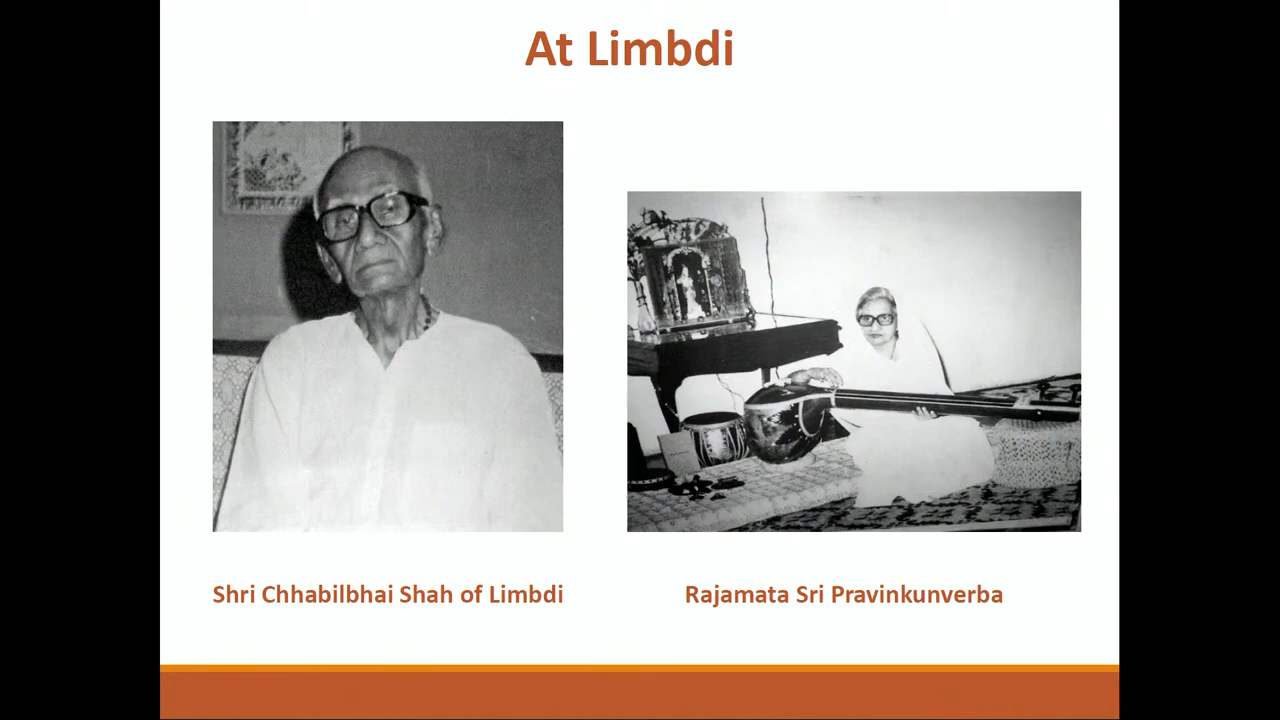 At Limbdi
Shri Chhabilbhai Shah of Limbdi
Rajamata Sri Pravinkunverba